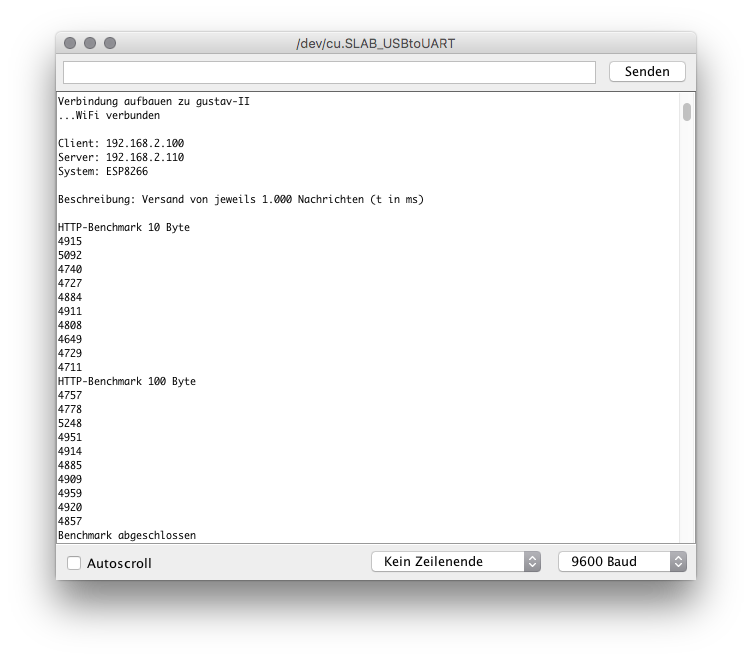 /dev/cu.SLAB_USBtoUART
Senden
Verbindung aufbauen zu gustav-II
...WiFi verbunden
Client: 192.168.2.100
Server: 192.168.2.110
System: ESP8266
Beschreibung: Versand von jeweils 1.000 Nachrichten (t in ms)
HTTP-Benchmark 10 Byte
4915
5092
4740
4727
4884
4911
4808
4649
4729
4711
HTTP-Benchmark 100 Byte
4757
4778
5248
4951
4914
4885
4909
4959
4920
4857
Benchmark abgeschlossen
Autoscroll
Kein Zeilenende
9600 Baud